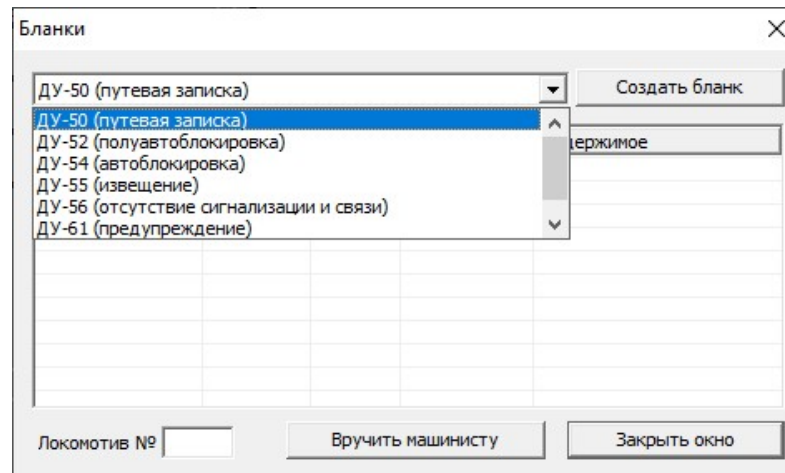 Бланки
ДУ-50 (путевая записка)
Создать бланк
ДУ-50 (путевая записка)
ДУ-52 (полуавтоблокировка)
держимое
ДУ-54 (автоблокировка)
ДУ-55 (извещение)
ДУ-56 (отсутствие сигнализации и связи)
ДУ-61 (предупреждение)
Локомотив №
Вручить машинисту
Закрыть окно